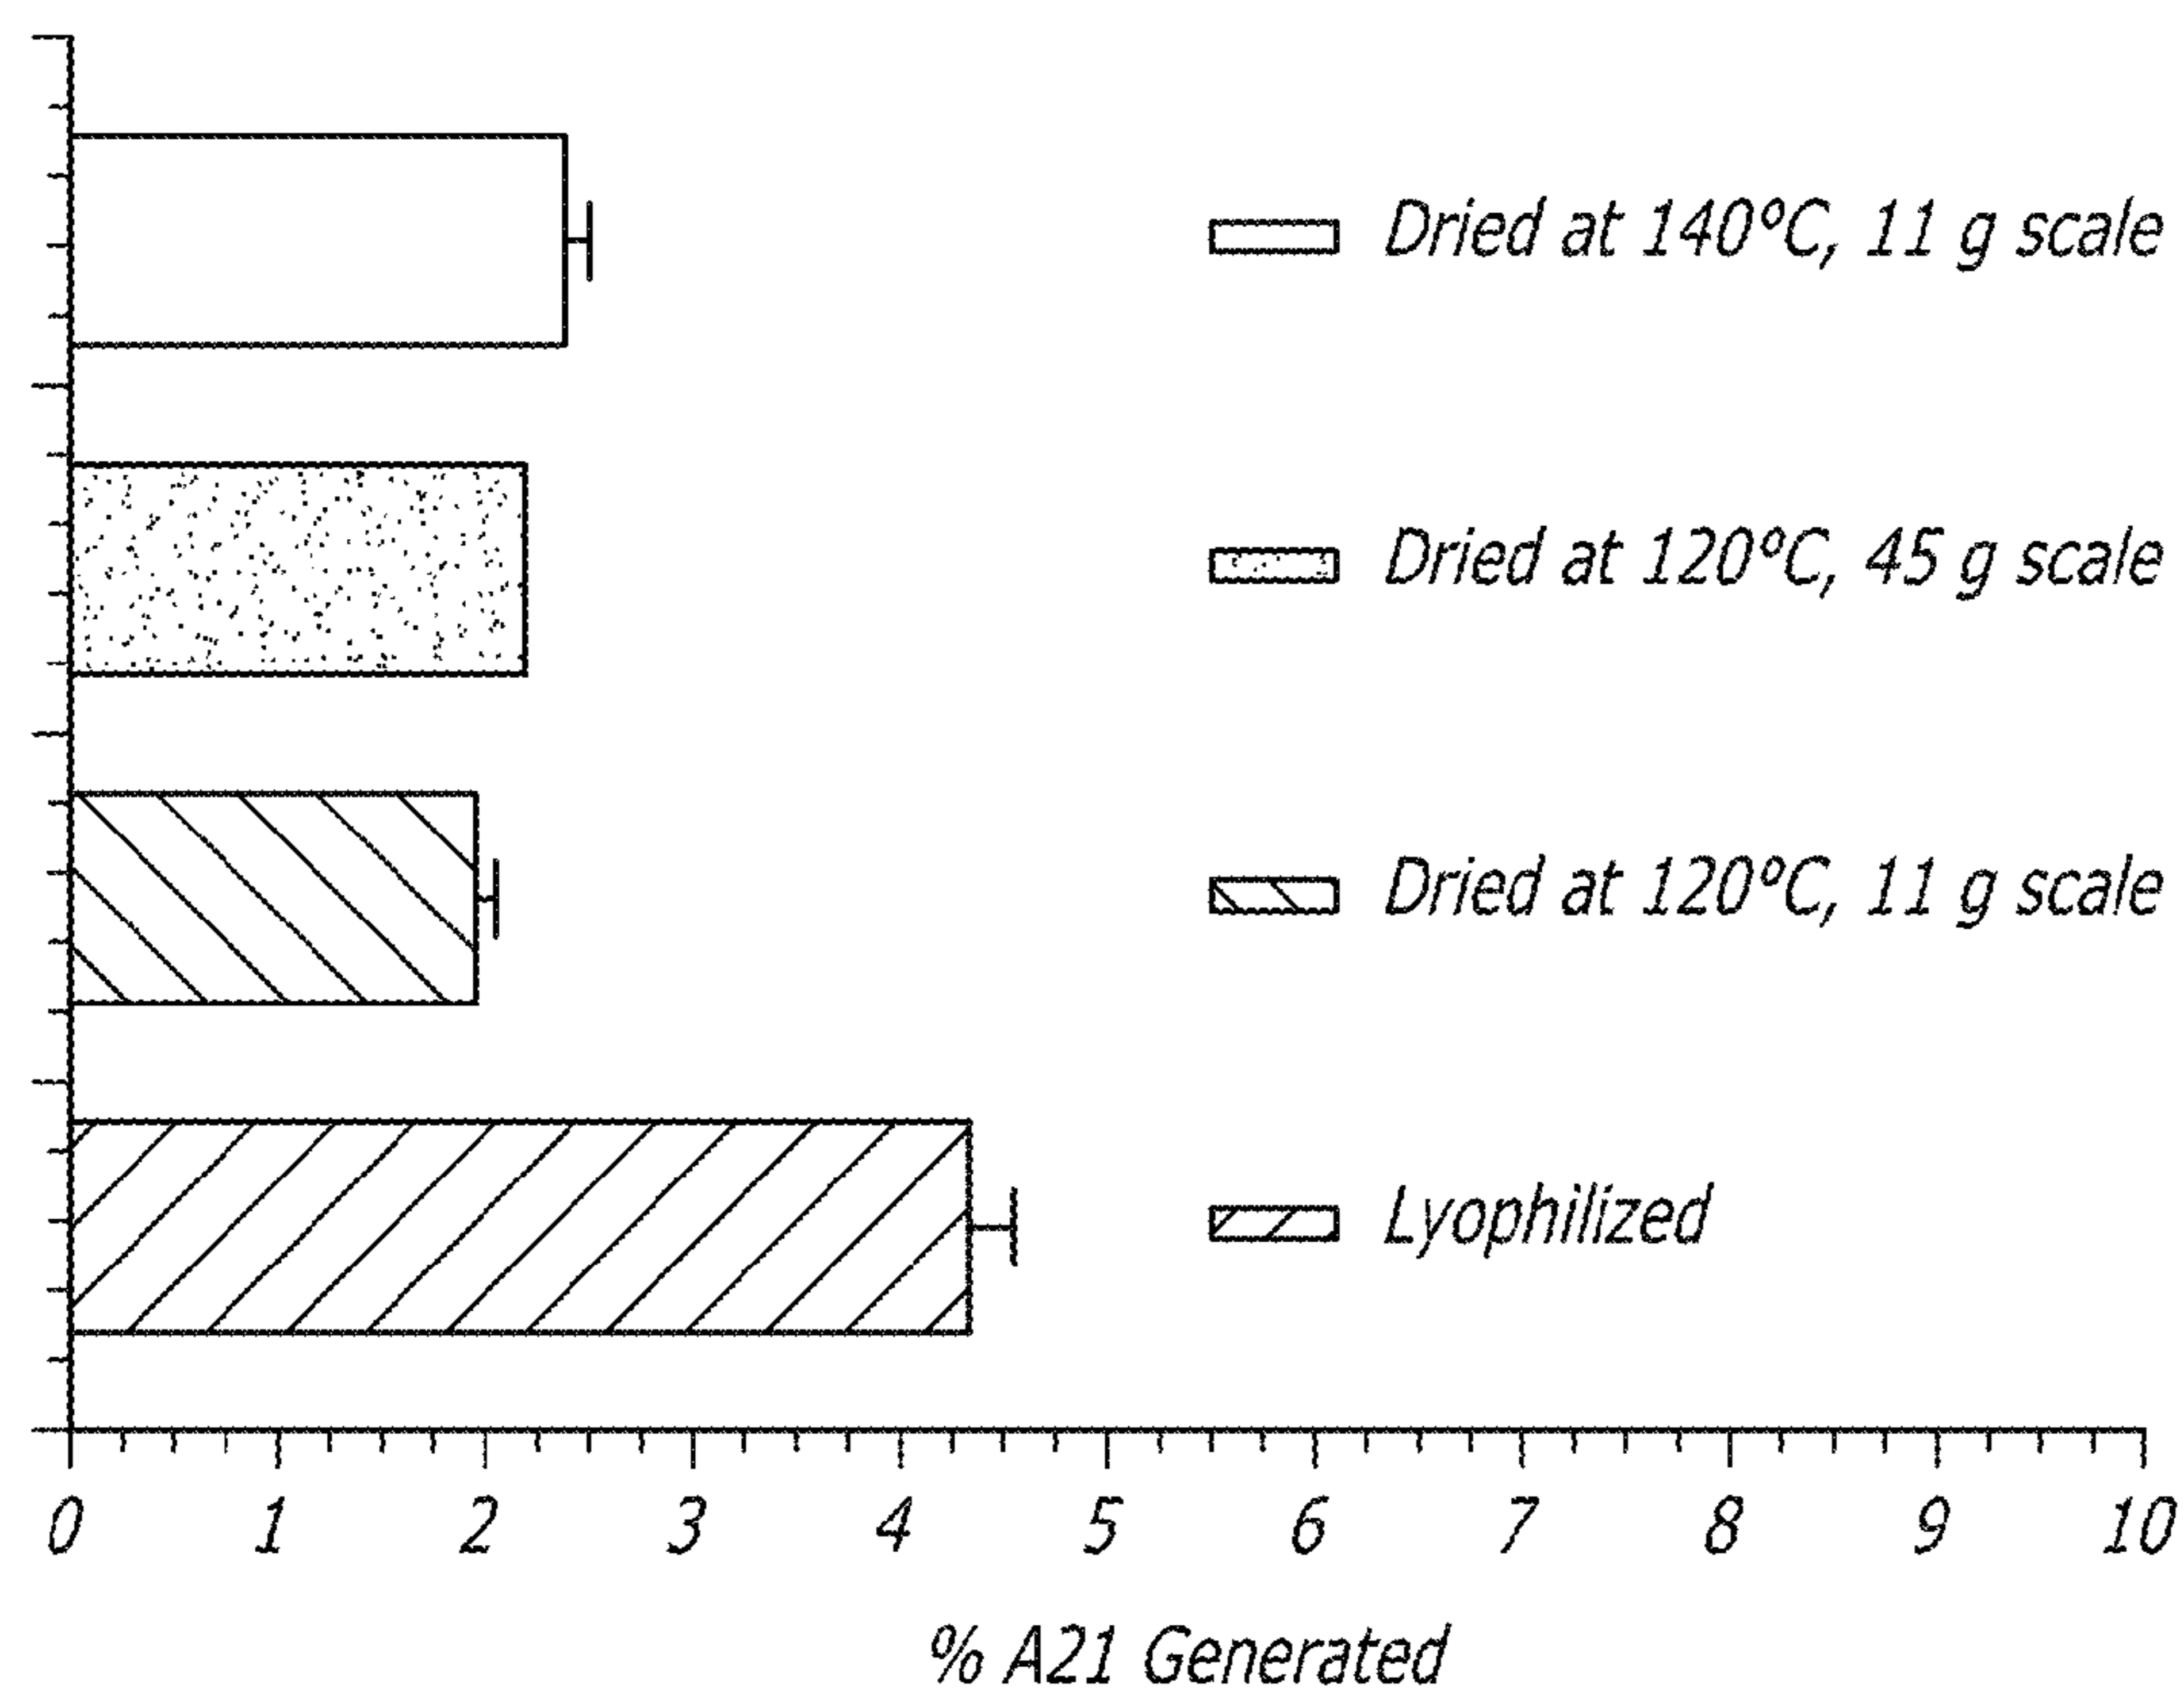 Dried at 140°C, 11 g scale
Dried at 120°C, 45 g scale
Dried at 120°C, 11 g scale
Lyophilized
0 1 2 3 4 5 6 7 8 9 10
% A21 Generated